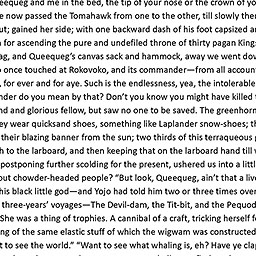 eequeg and me in the bed, the tip of your nose or the crown of yo
e now passed the Tomahawk from one to the other, till slowly there
ut; gained her side; with one backward dash of his foot capsized an
n for ascending the pure and undefiled throne of thirty pagan Kings
ag, and Queequeg's canvas sack and hammock, away we went dow
o once touched at Rokovoko, and its commander—from all account
, for ever and for aye. Such is the endlessness, yea, the intolerable
nder do you mean by that? Don't you know you might have killed t
nd and glorious fellow, but saw no one to be saved. The greenhorn
ey wear quicksand shoes, something like Laplander snow-shoes; th
their blazing banner from the sun; two thirds of this terraqueous g
h to the larboard, and then keeping that on the larboard hand till w
postponing further scolding for the present, ushered us into a little
out chowder-headed people? “But look, Queequeg, ain't that a live
his black little god—and Yojo had told him two or three times over
three-years' voyages—The Devil-dam, the Tit-bit, and the Pequod
She was a thing of trophies. A cannibal of a craft, tricking herself f
ng of the same elastic stuff of which the wigwam was constructed
t to see the world.” “Want to see what whaling is, eh? Have ye clap